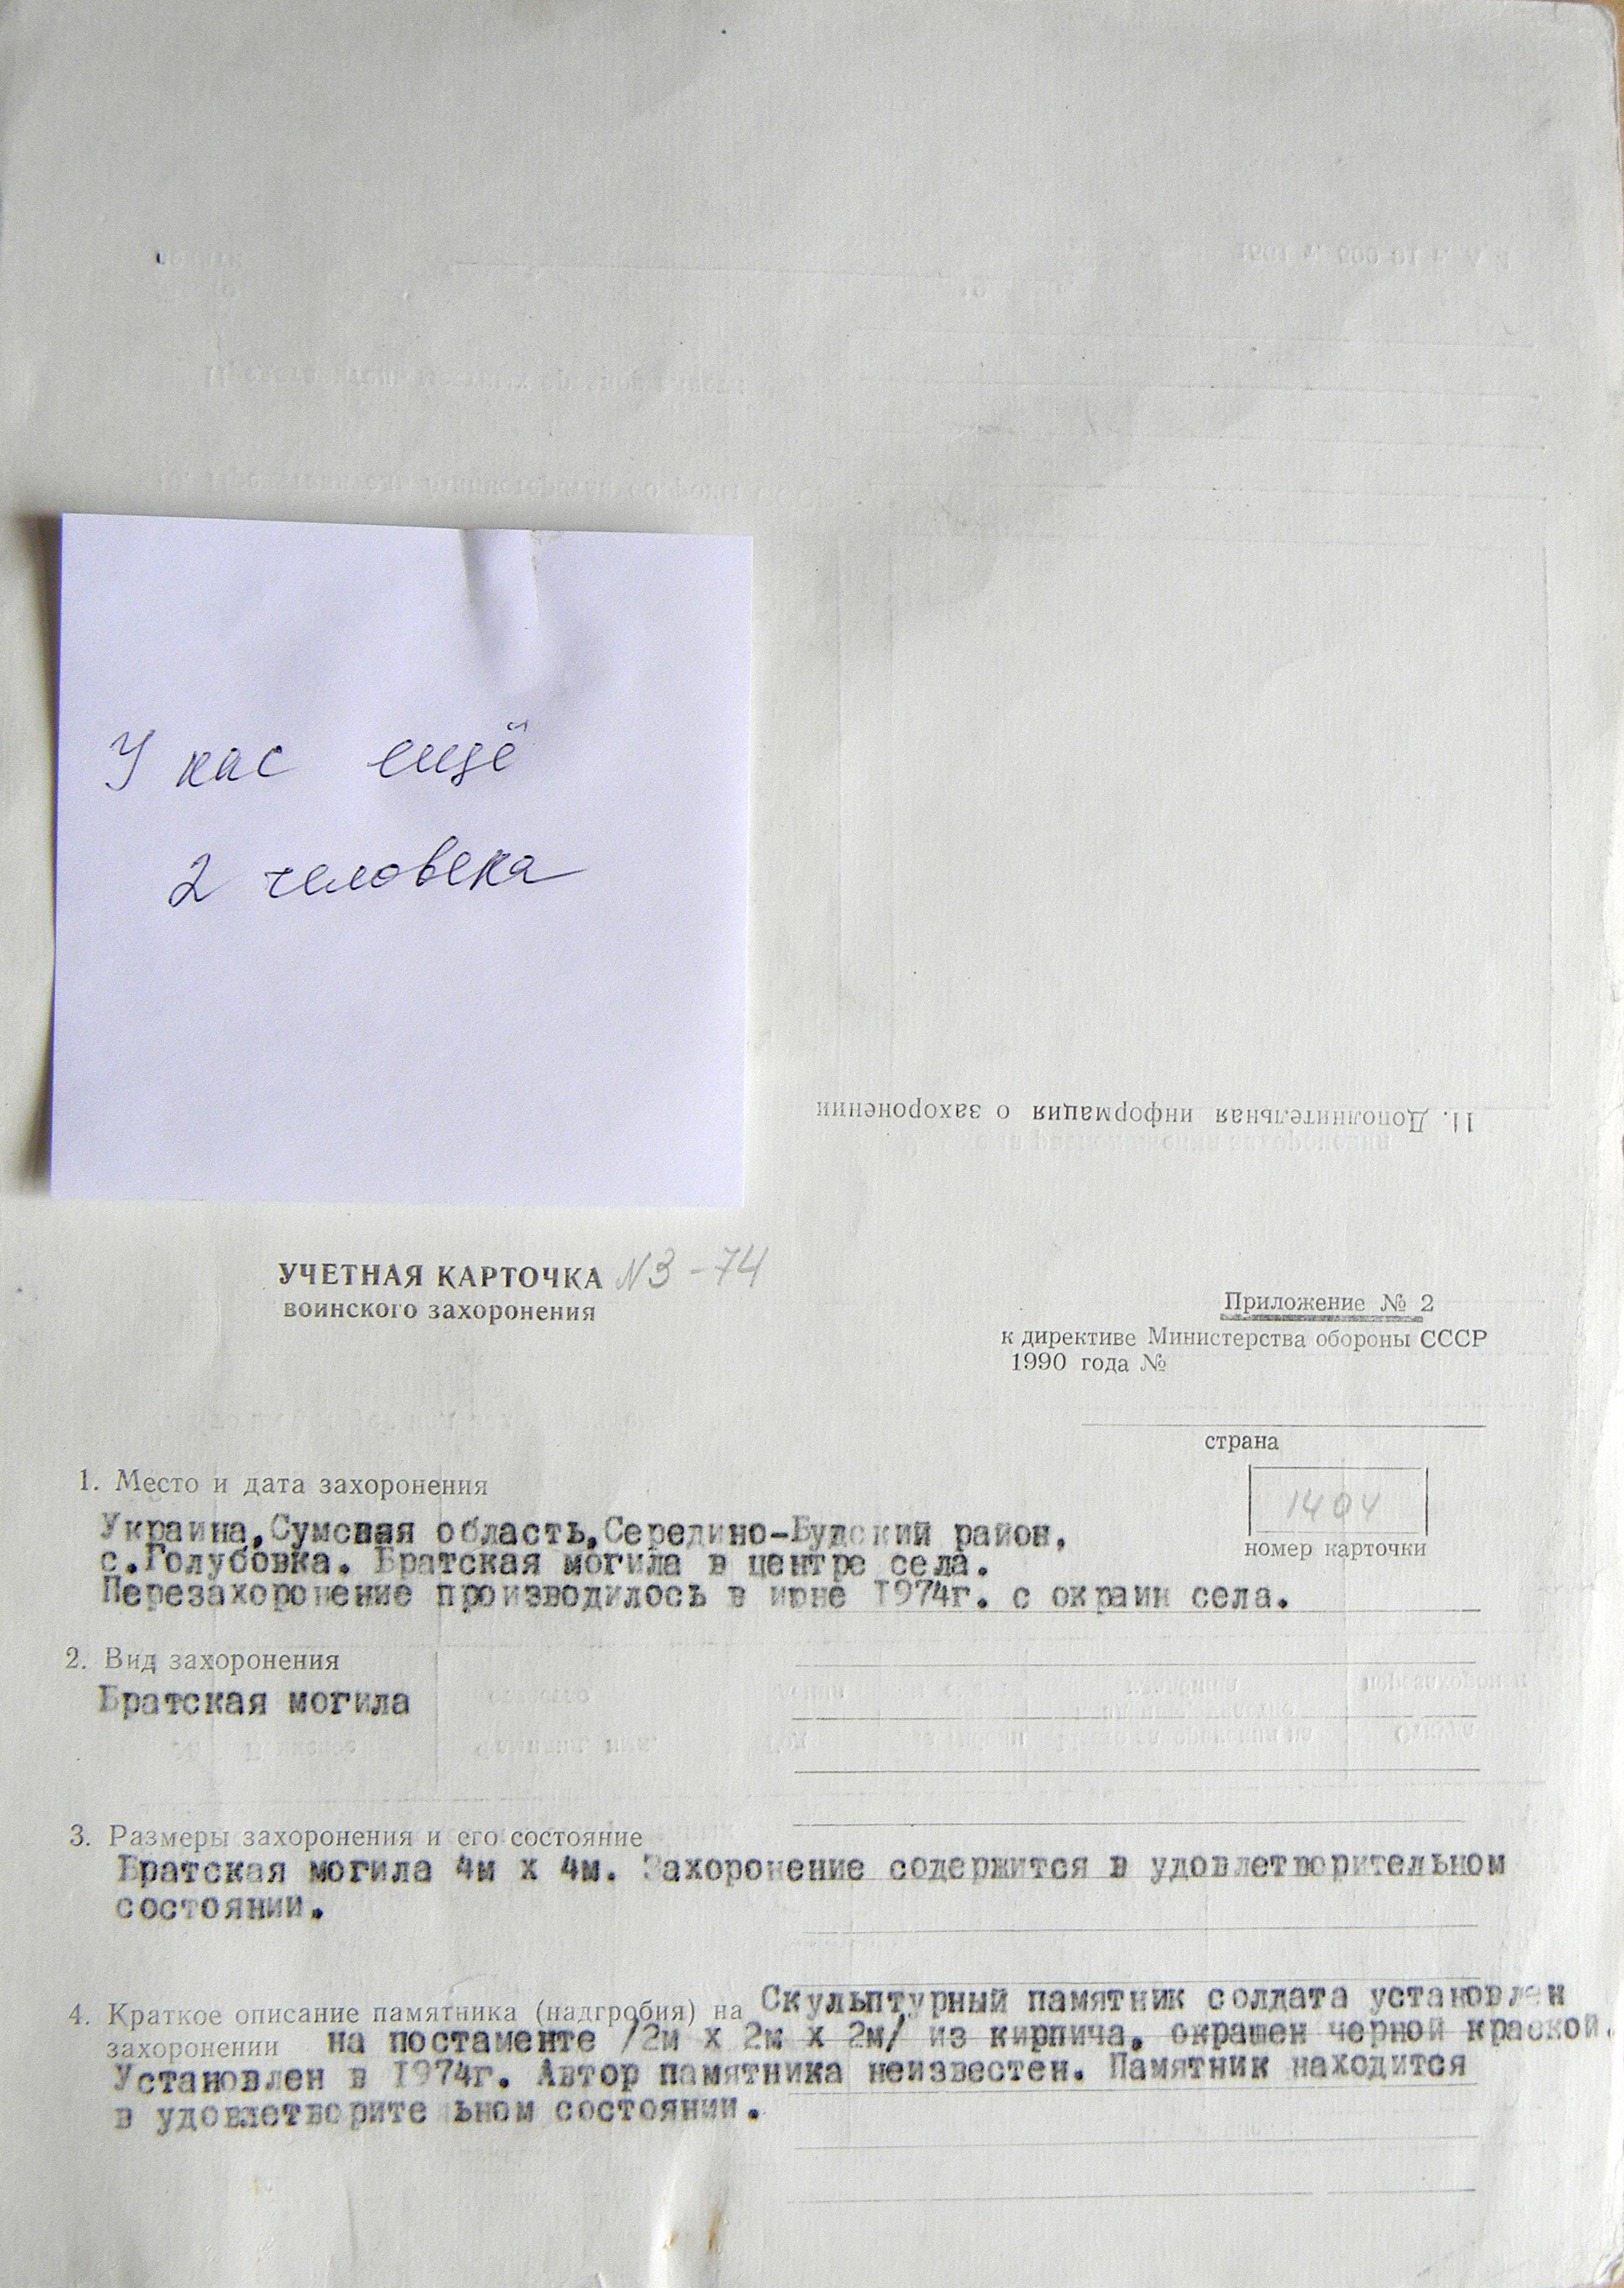 У нас ещё
2 человека
11. Дополнительная информация о захоронении
УЧЕТНАЯ КАРТОЧКА N3-74
воинского захоронения
Приложение № 2
к директиве Министерства обороны СССР
1990 года №
страна
1404
номер карточки
1. Место и дата захоронения
Украина,Сумсвая область,Середино-Будский район,
с.Голубовка. Братская могила в центре села.
Перезахоронение производилось в июне 1974г. с окраин села.
2. Вид захоронения
Братская могила
3. Размеры захоронения и его состояние
Братская могила 4м х 4м. Захоронение содержится в удовлетворительном
состоянии.
4. Краткое описание памятника (надгробия) на Скульптурный памятник солдата установлен
захоронении на постаменте /2м х 2м х 2м/ из кирпича, окрашен черной краской.
Установлен в 1974г. Автор памятника неизвестен. Памятник находится
в удовлетворительном состоянии.